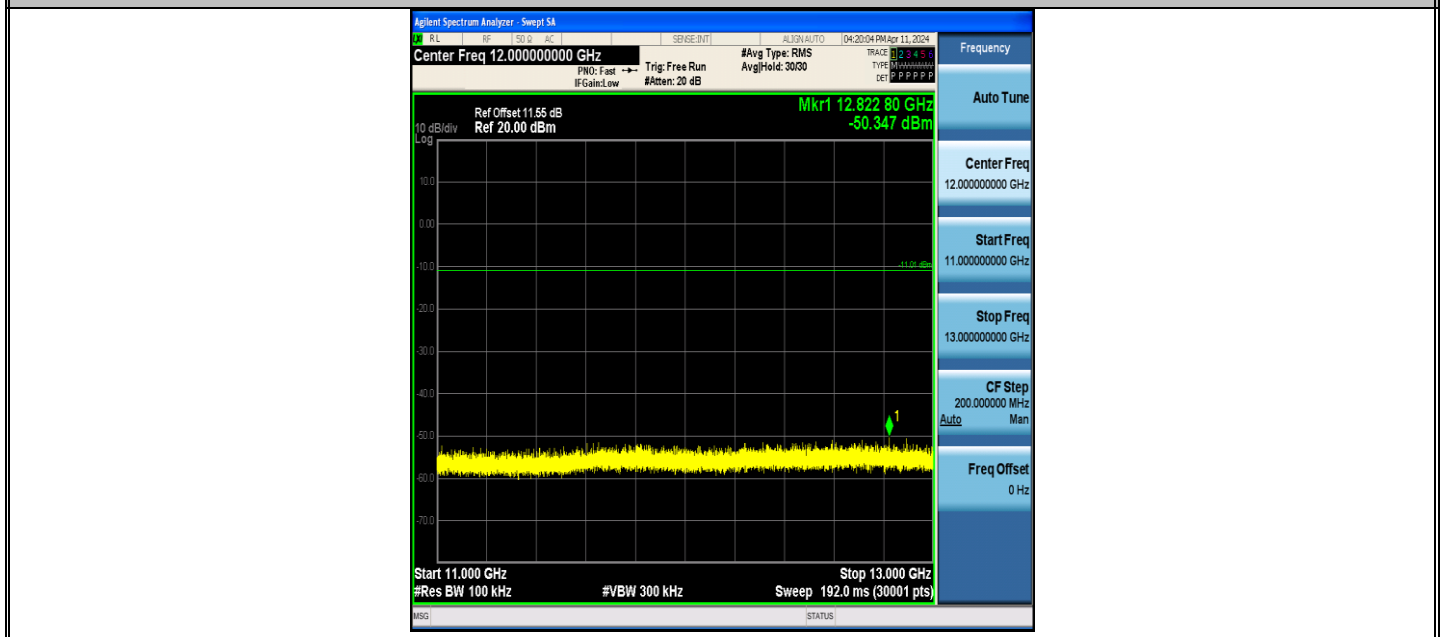 Agilent Spectrum Analyzer - Swept SA
RL RF 50 Ω AC SENSE:INT ALIGN AUTO 04:20:04 PM Apr 11, 2024
Center Freq 12.000000000 GHz
PNO: Fast
IFGain:Low
Trig: Free Run
#Atten: 20 dB
#Avg Type: RMS
Avg|Hold: 30/30
TRACE 1 2 3 4 5 6
TYPE
DET P P P P P P
Mkr1 12.822 80 GHz
-50.347 dBm
Ref Offset 11.55 dB
10 dB/div Ref 20.00 dBm
Log
10.0
0.00
-10.0
-11.01 dBm
-20.0
-30.0
-40.0
1
-50.0
-60.0
-70.0
Start 11.000 GHz Stop 13.000 GHz
#Res BW 100 kHz #VBW 300 kHz Sweep 192.0 ms (30001 pts)
MSG STATUS
Frequency
Auto Tune
Center Freq
12.000000000 GHz
Start Freq
11.000000000 GHz
Stop Freq
13.000000000 GHz
CF Step
200.000000 MHz
Auto Man
Freq Offset
0 Hz